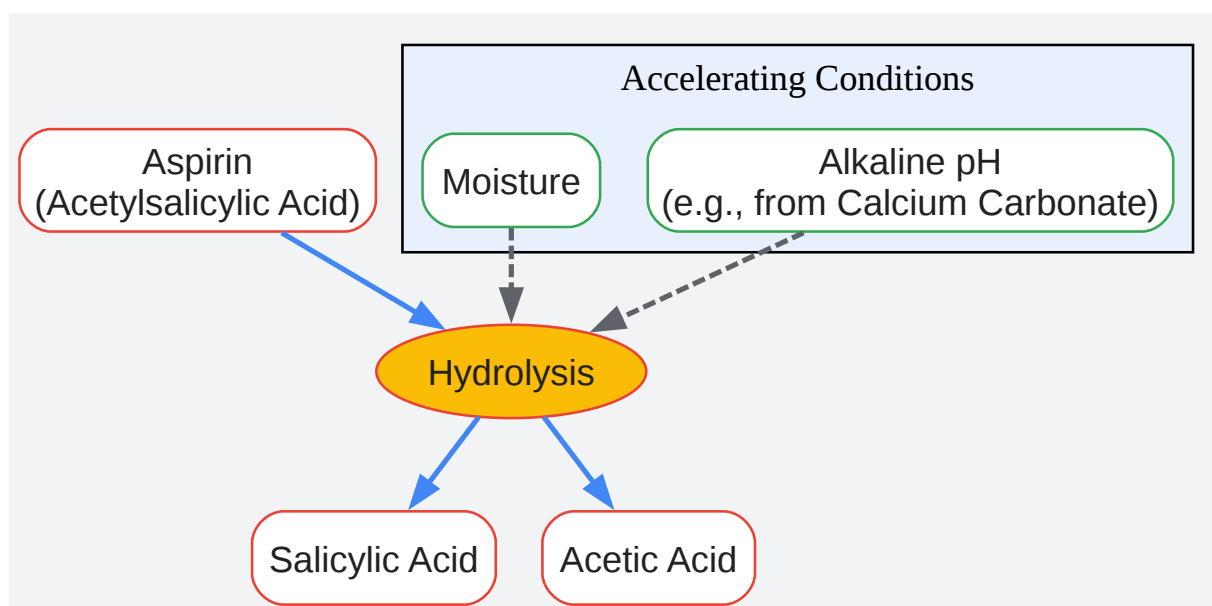 Accelerating Conditions
Aspirin
(Acetylsalicylic Acid)
Moisture
Alkaline pH
(e.g., from Calcium Carbonate)
Hydrolysis
Salicylic Acid
Acetic Acid